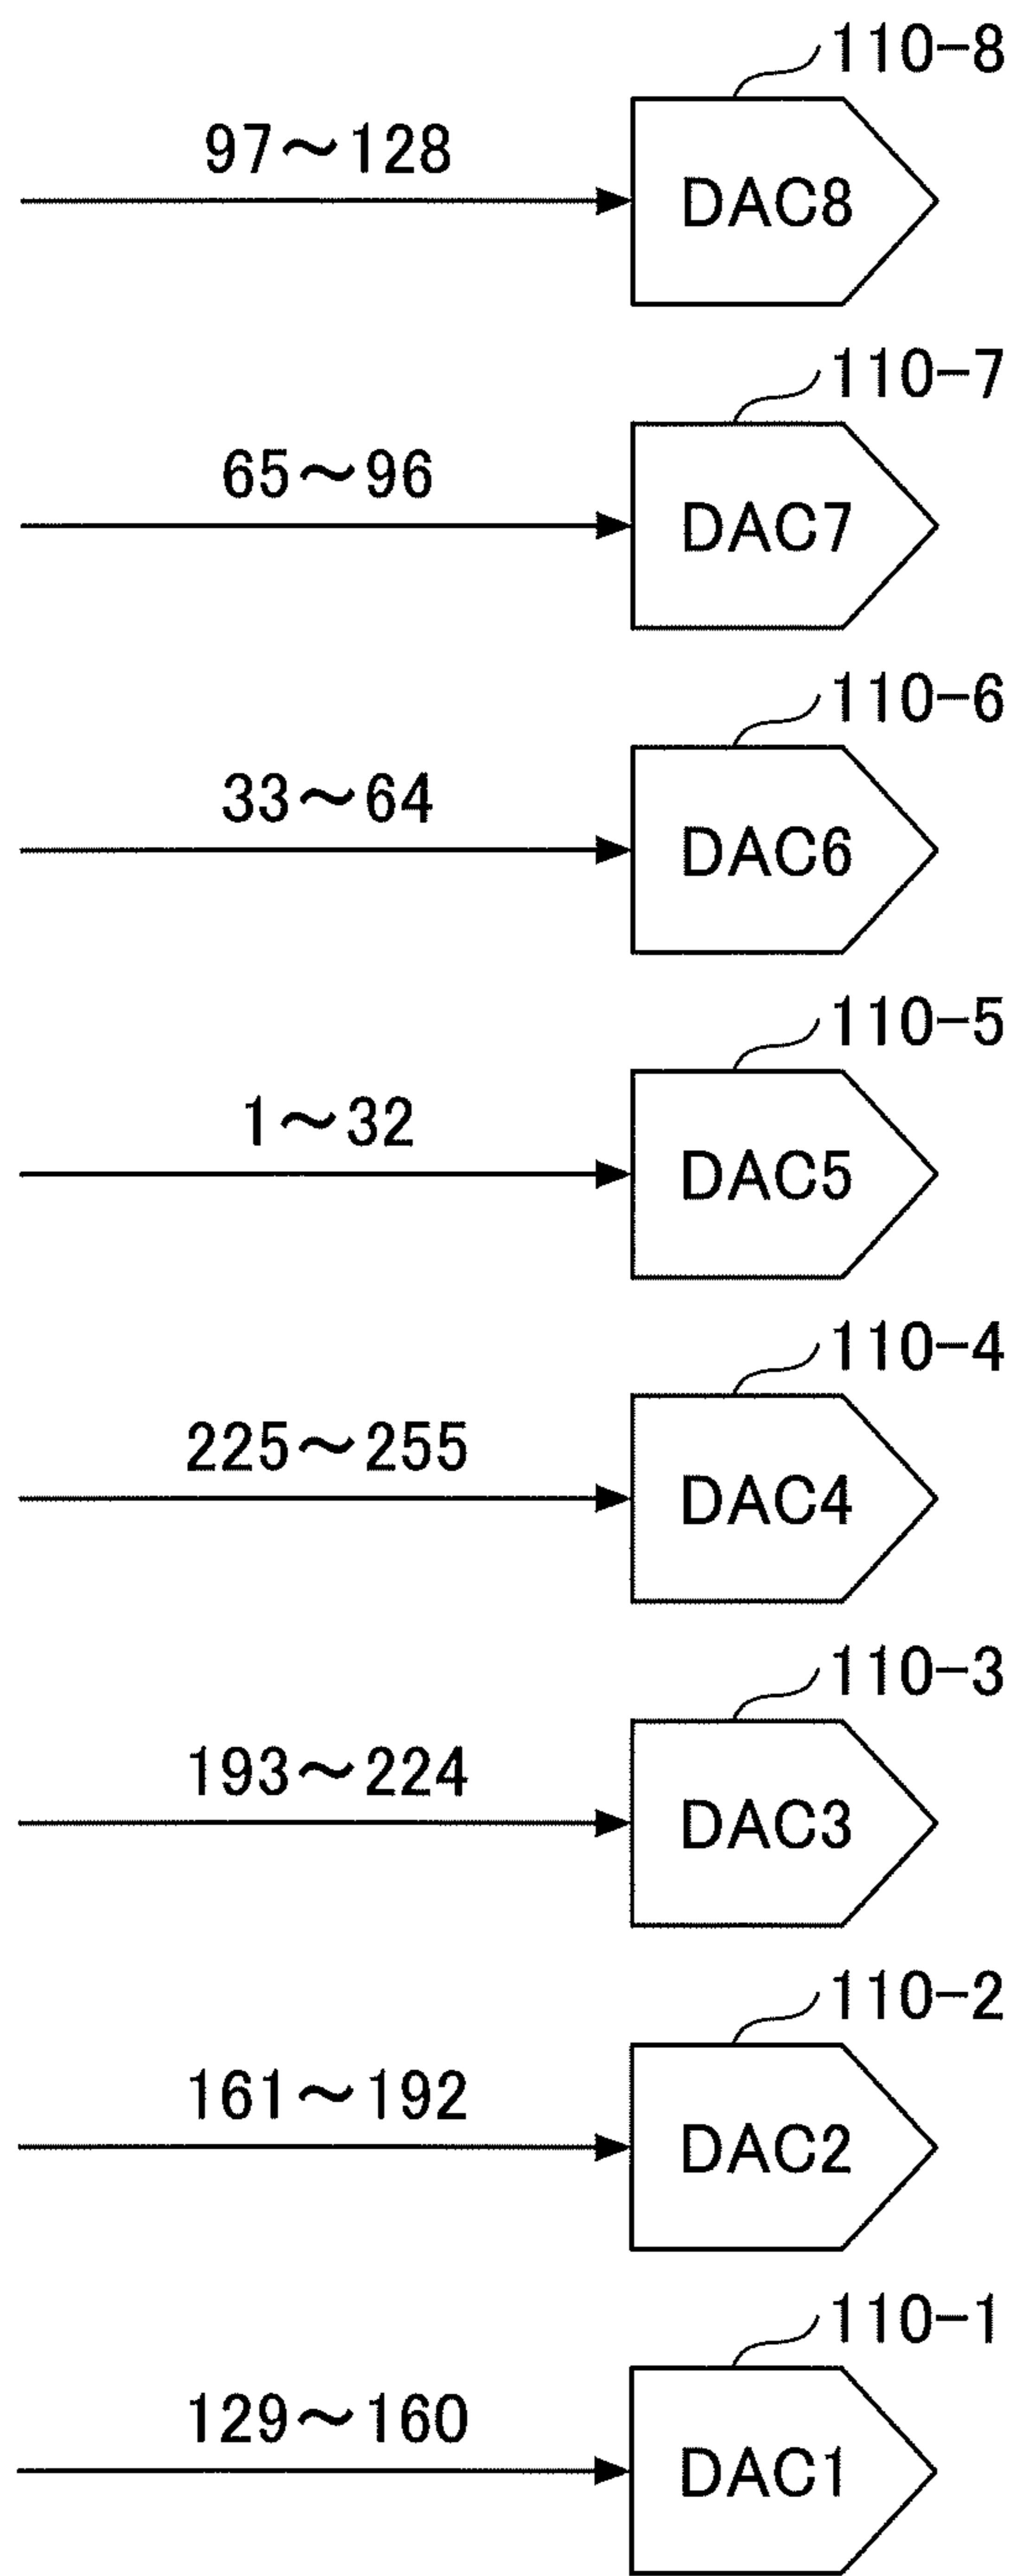 110-8
97～128
DAC8
110-7
65～96
DAC7
110-6
33～64
DAC6
110-5
1～32
DAC5
110-4
225～255
DAC4
110-3
193～224
DAC3
110-2
161～192
DAC2
110-1
129～160
DAC1